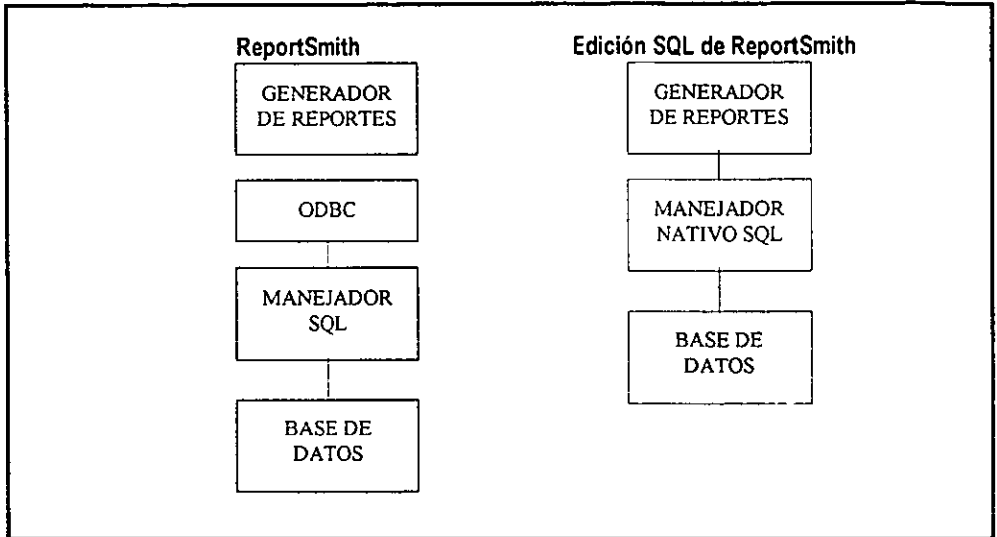 ReportSmith
GENERADOR
DE REPORTES
ODBC
MANEJADOR
SQL
BASE DE
DATOS
Edición SQL de ReportSmith
GENERADOR
DE REPORTES
MANEJADOR
NATIVO SQL
BASE DE
DATOS